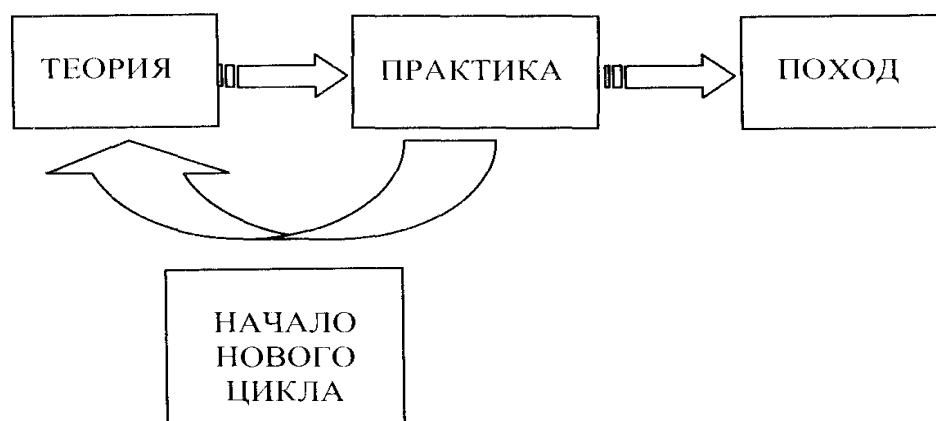 ТЕОРИЯ
ПРАКТИКА
ПОХОД
НАЧАЛО
НОВОГО
ЦИКЛА